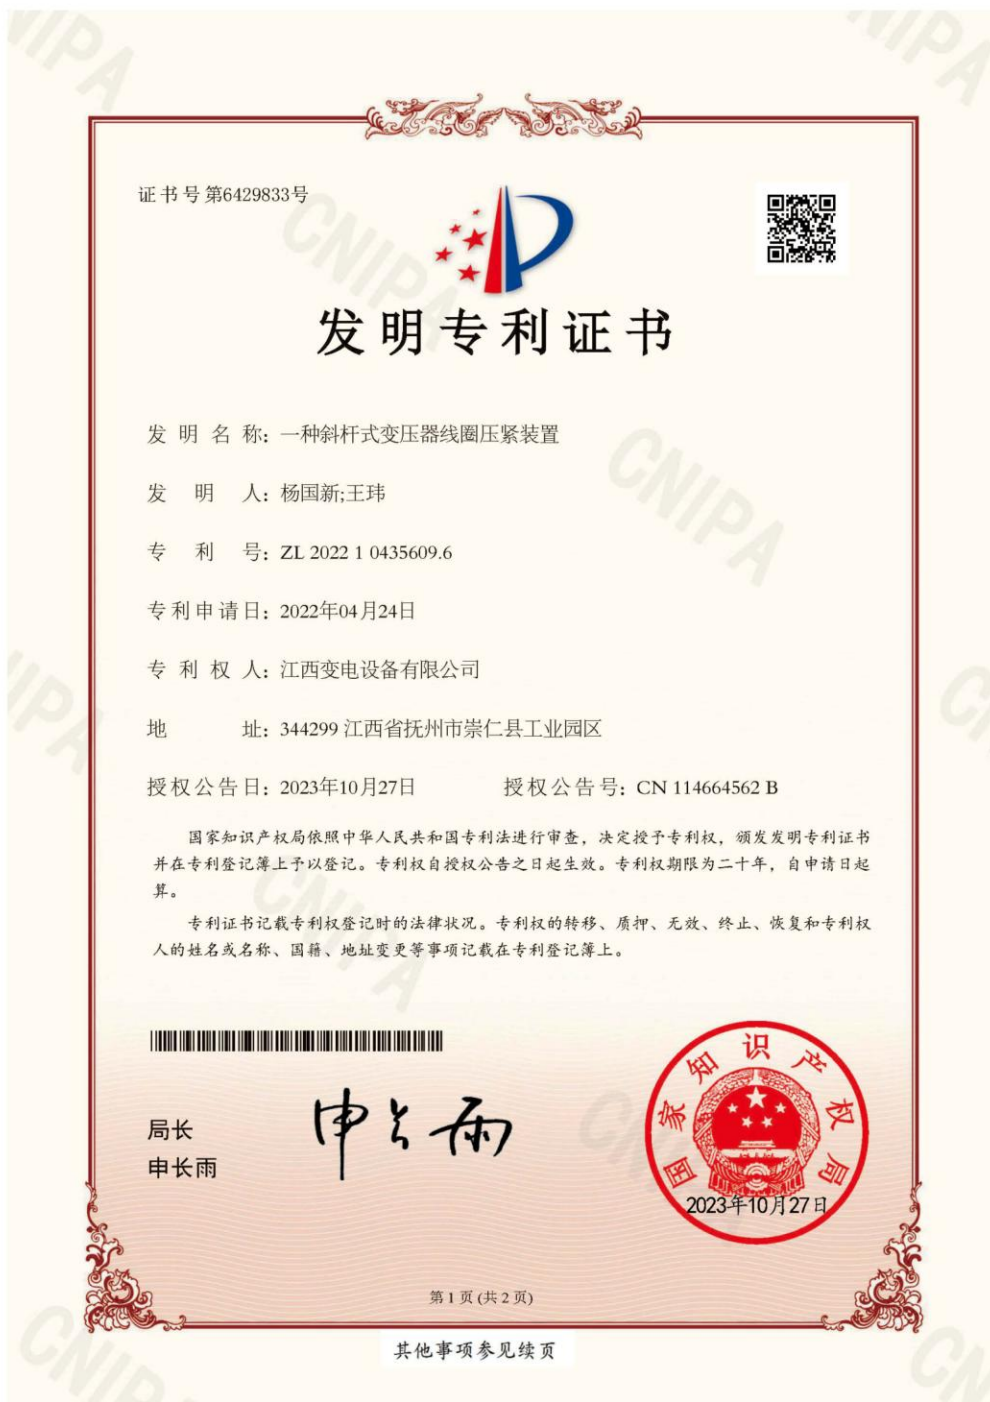 证书号第6429833号
发明专利证书
发明名称：一种斜杆式变压器线圈压紧装置
发明人：杨国新;王玮
专利号：ZL 2022 1 0435609.6
专利申请日：2022年04月24日
专利权人：江西变电设备有限公司
地址：344299 江西省抚州市崇仁县工业园区
授权公告日：2023年10月27日 授权公告号：CN 114664562 B
国家知识产权局依照中华人民共和国专利法进行审查，决定授予专利权，颁发发明专利证书
并在专利登记簿上予以登记。专利权自授权公告之日起生效。专利权期限为二十年，自申请日起
算。
专利证书记载专利权登记时的法律状况。专利权的转移、质押、无效、终止、恢复和专利权
人的姓名或名称、国籍、地址变更等事项记载在专利登记簿上。
局长
申长雨
申长雨
国家知识产权局
2023年10月27日
第 1 页 (共 2 页)
其他事项参见续页
CNIPA
CNIPA
CNIPA
CNIPA
CNIPA
CNIPA